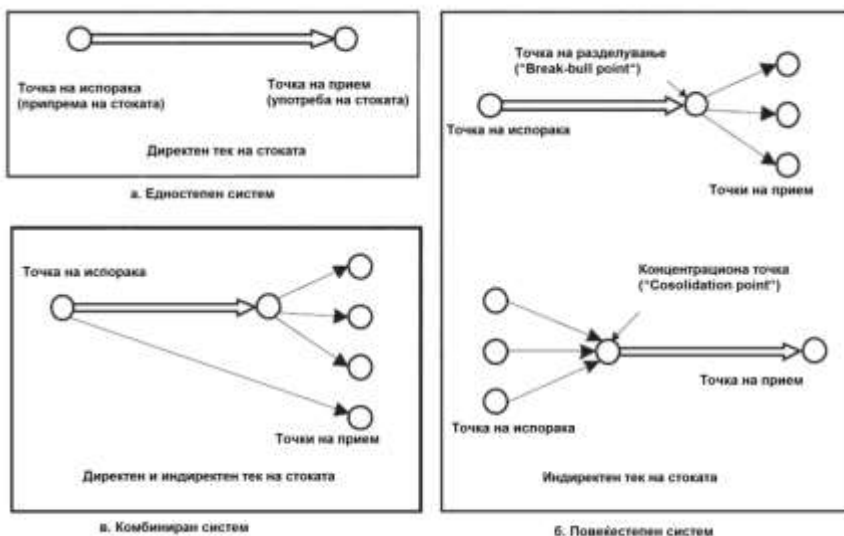 Точка на испорака
(припрема на стоката)
Точка на прием
(употреба на стоката)
Директен тек на стоката
а. Едностепен систем
Точка на разделување
("Break-bull point")
Точка на испорака
Точки на прием
Концентрациона точка
("Cosolidation point")
Точка на прием
Точка на испорака
Индиректен тек на стоката
б. Повеќестепен систем
Точка на испорака
Точки на прием
Директен и индиректен тек на стоката
в. Комбиниран систем